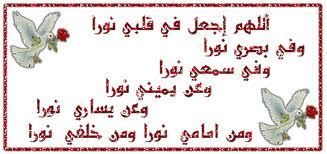 أللهم إجعل في قلبي نورا
وفي بصري نورا
وفي سمعي نورا
وعن يميني نورا
وعن يساري نورا
ومن امامي نورا ومن خلفي نورا